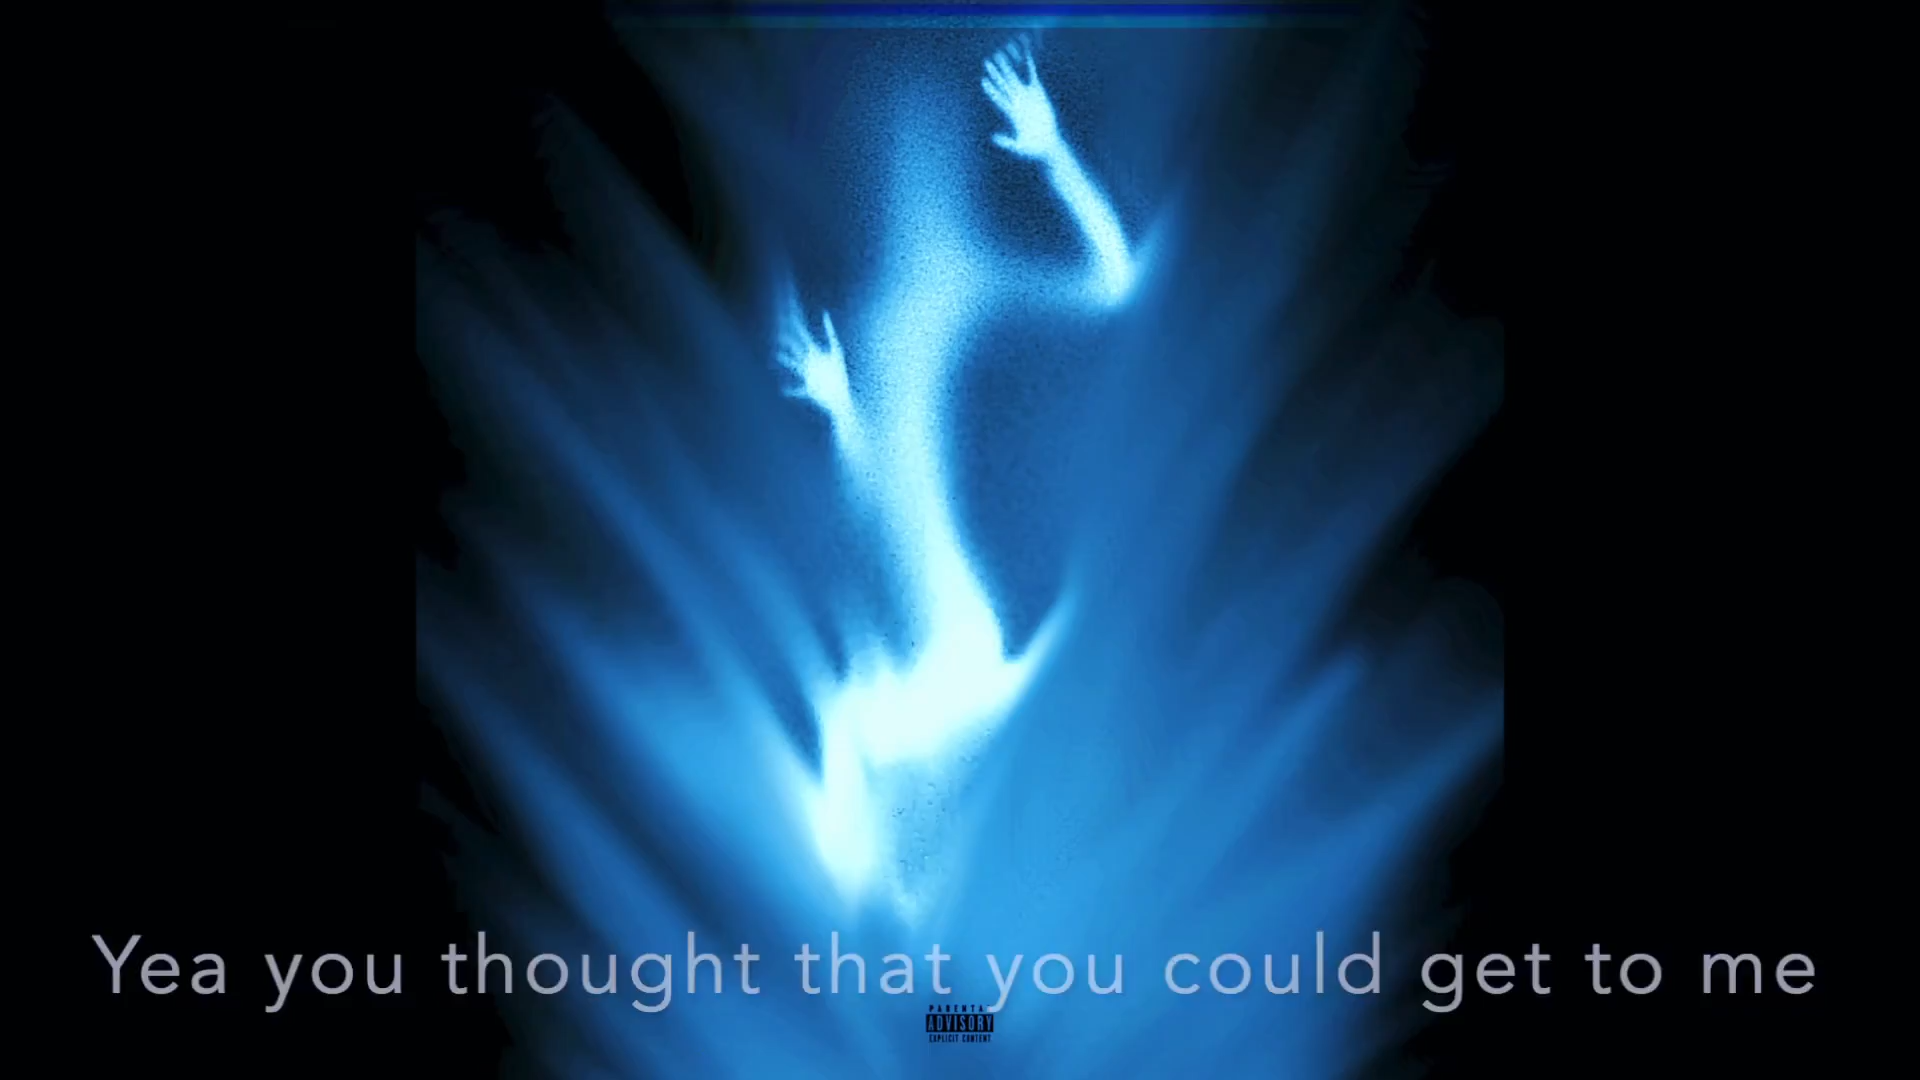 Yea you thought that you could get to me
PARENTAL
ADVISORY
EXPLICIT CONTENT